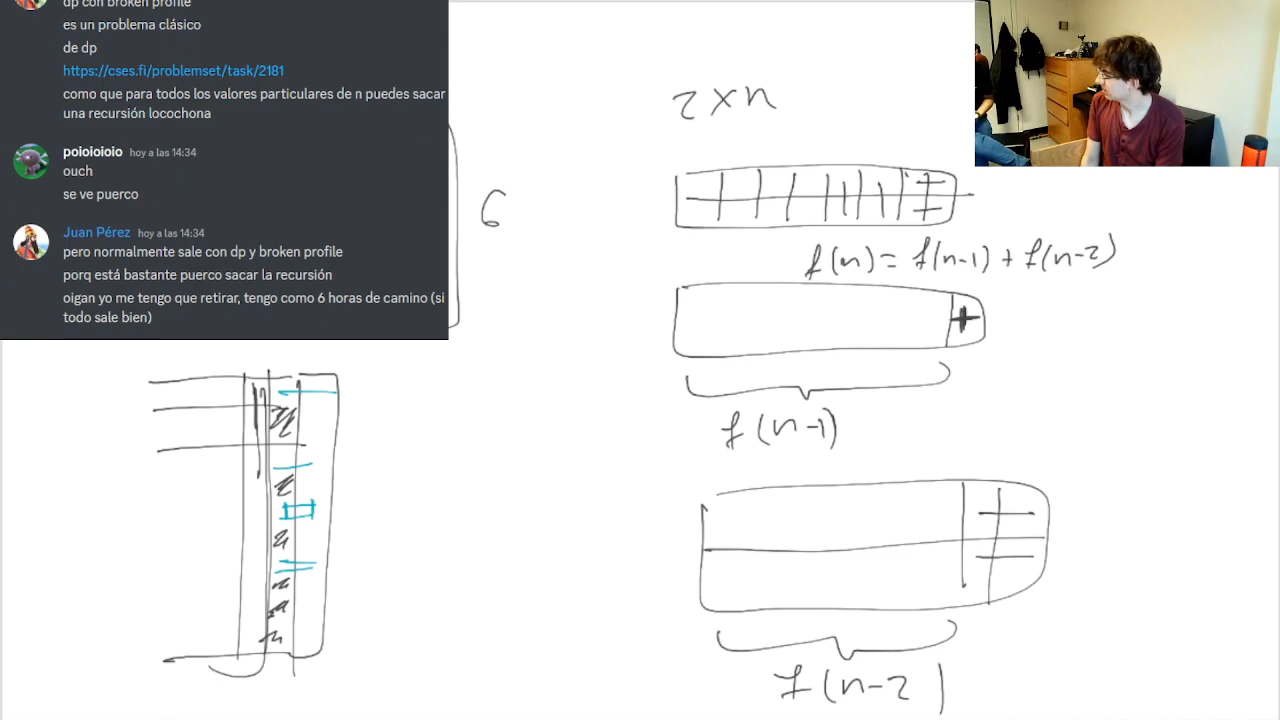 dp con broken profile
es un problema clásico
de dp
https://cses.fi/problemset/task/2181
como que para todos los valores particulares de n puedes sacar
una recursión locochona
poioioioio hoy a las 14:34
ouch
se ve puerco
Juan Pérez hoy a las 14:34
pero normalmente sale con dp y broken profile
porq está bastante puerco sacar la recursión
oigan yo me tengo que retirar, tengo como 6 horas de camino (si
todo sale bien)
6
2 x n
f(n) = f(n-1) + f(n-2)
f(n-1)
f(n-2)